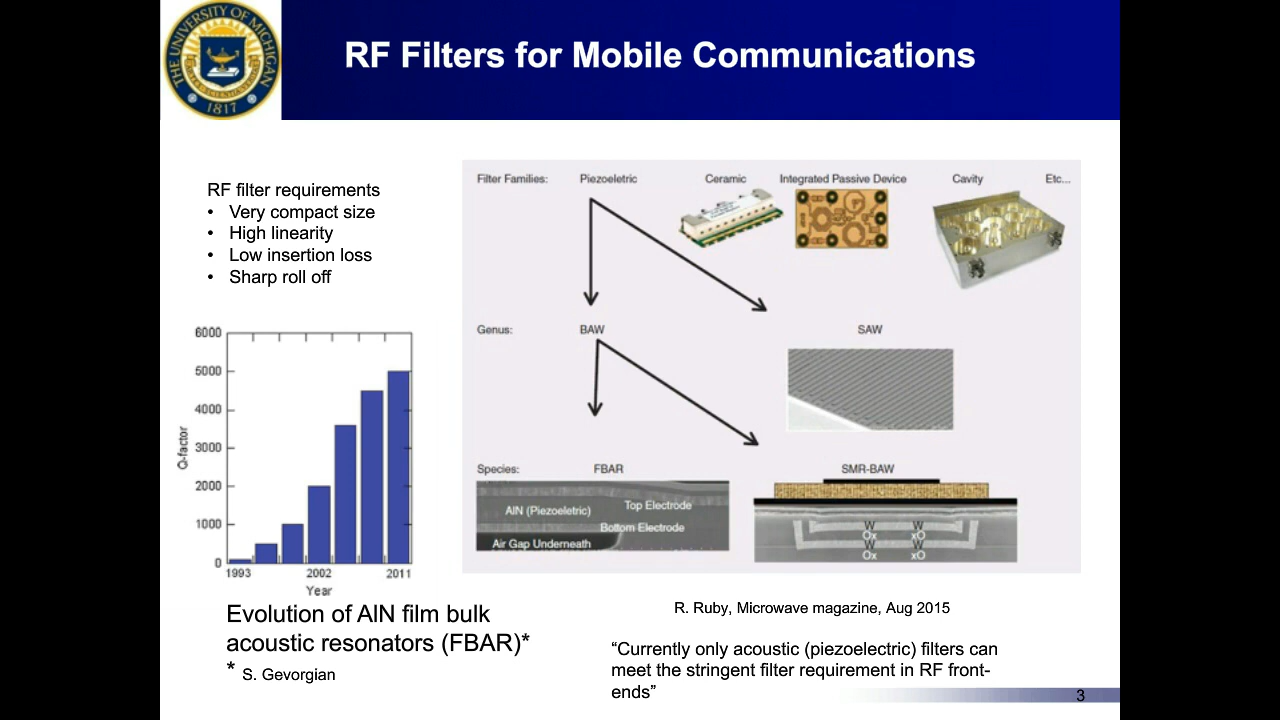 THE UNIVERSITY OF MICHIGAN
1817
RF Filters for Mobile Communications
RF filter requirements
• Very compact size
• High linearity
• Low insertion loss
• Sharp roll off
6000
5000
4000
3000
2000
1000
0
Q-factor
1993 2002 2011
Year
Evolution of AlN film bulk
acoustic resonators (FBAR)*
* S. Gevorgian
Filter Families: Piezoeletric Ceramic Integrated Passive Device Cavity Etc...
Genus: BAW SAW
Species: FBAR SMR-BAW
AlN (Piezoeletric) Top Electrode
Bottom Electrode
Air Gap Underneath
W W
Ox xO
W W
Ox xO
R. Ruby, Microwave magazine, Aug 2015
“Currently only acoustic (piezoelectric) filters can
meet the stringent filter requirement in RF front-
ends”
3